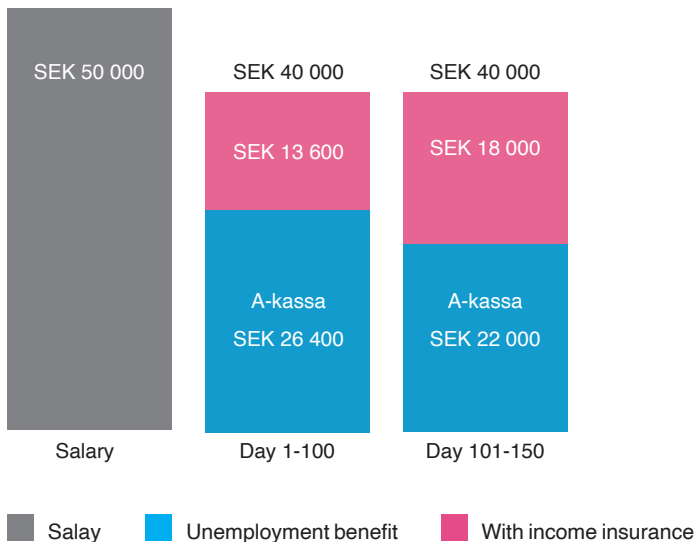 SEK 50 000
SEK 40 000
SEK 40 000
SEK 13 600
SEK 18 000
A-kassa
SEK 26 400
A-kassa
SEK 22 000
Salary
Day 1-100
Day 101-150
Salay
Unemployment benefit
With income insurance